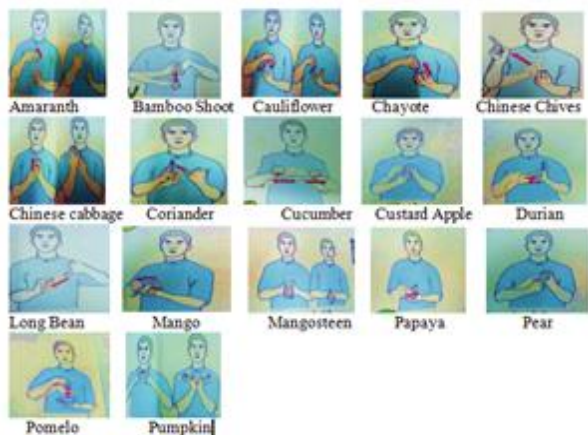 Amaranth Bamboo Shoot Cauliflower Chayote Chinese Chives
Chinese cabbage Coriander Cucumber Custard Apple Durian
Long Bean Mango Mangosteen Papaya Pear
Pomelo Pumpkin